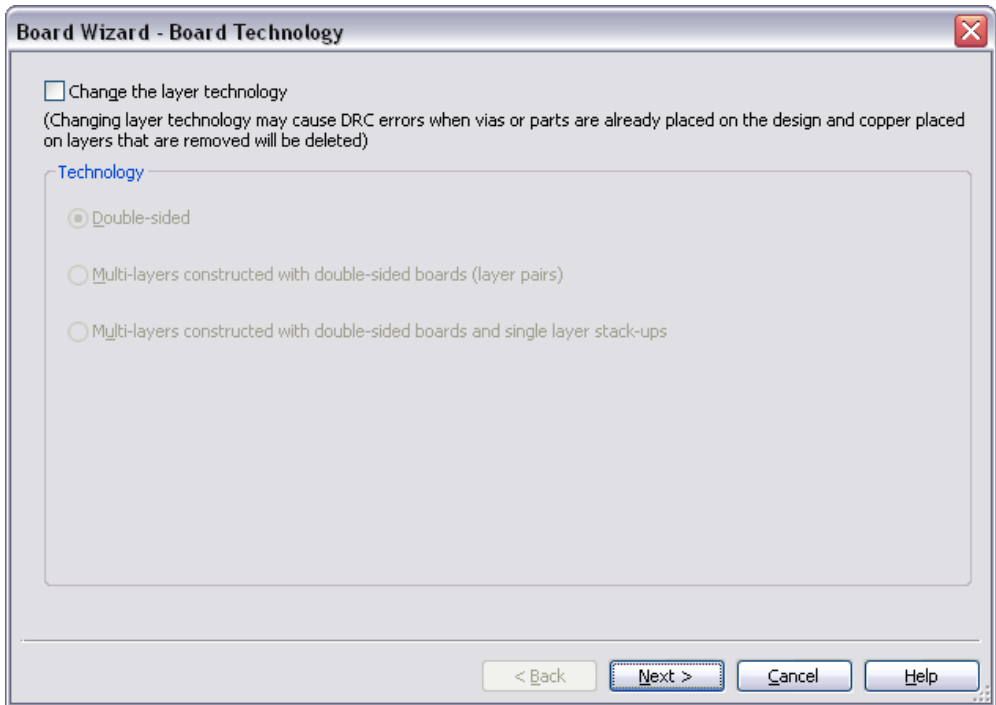 Board Wizard - Board Technology
Change the layer technology
(Changing layer technology may cause DRC errors when vias or parts are already placed on the design and copper placed
on layers that are removed will be deleted)
Technology
Double-sided
Multi-layers constructed with double-sided boards (layer pairs)
Multi-layers constructed with double-sided boards and single layer stack-ups
< Back Next > Cancel Help